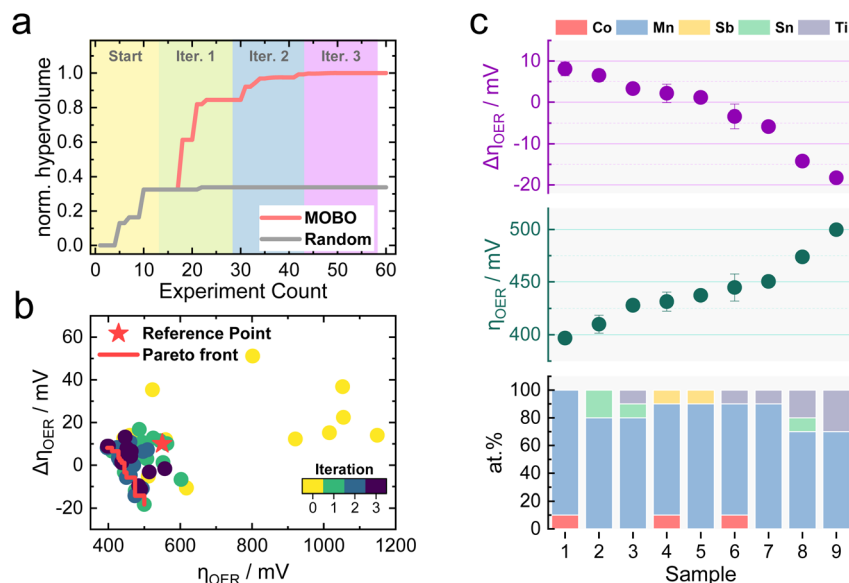 a
Start Iter. 1 Iter. 2 Iter. 3
norm. hypervolume
1.0
0.8
0.6
0.4
0.2
0.0
MOBO
Random
0 10 20 30 40 50 60
Experiment Count
b
Reference Point
Pareto front
ΔηOER / mV
60
40
20
0
-20
Iteration
0 1 2 3
400 600 800 1000 1200
ηOER / mV
c
Co Mn Sb Sn Ti
ΔηOER / mV
10
0
-10
-20
ηOER / mV
500
450
400
at.%
100
80
60
40
20
0
1 2 3 4 5 6 7 8 9
Sample